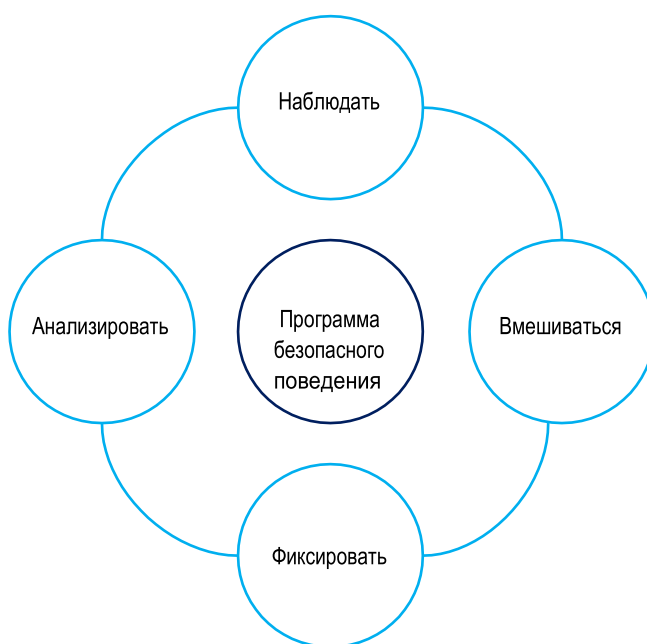 Наблюдать
Анализировать
Программа
безопасного
поведения
Вмешиваться
Фиксировать